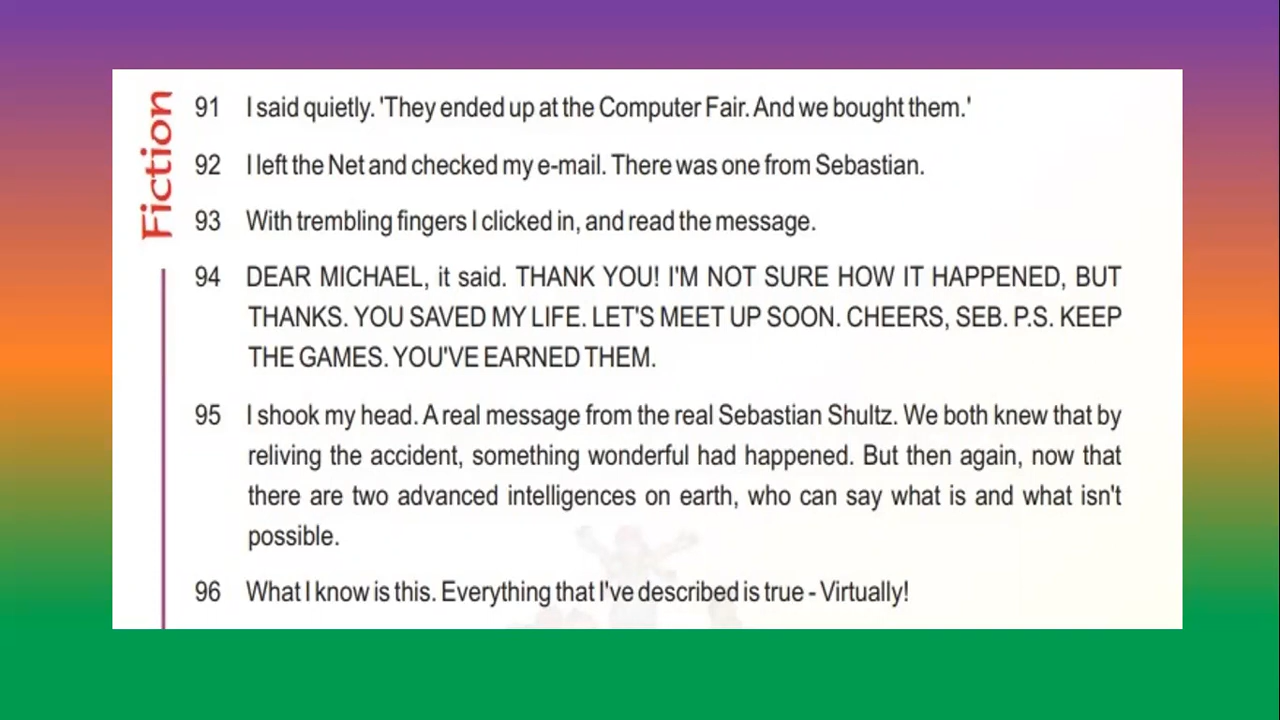 Fiction
91 I said quietly. 'They ended up at the Computer Fair. And we bought them.'
92 I left the Net and checked my e-mail. There was one from Sebastian.
93 With trembling fingers I clicked in, and read the message.
94 DEAR MICHAEL, it said. THANK YOU! I'M NOT SURE HOW IT HAPPENED, BUT
THANKS. YOU SAVED MY LIFE. LET'S MEET UP SOON. CHEERS, SEB. P.S. KEEP
THE GAMES. YOU'VE EARNED THEM.
95 I shook my head. A real message from the real Sebastian Shultz. We both knew that by
reliving the accident, something wonderful had happened. But then again, now that
there are two advanced intelligences on earth, who can say what is and what isn't
possible.
96 What I know is this. Everything that I've described is true - Virtually!